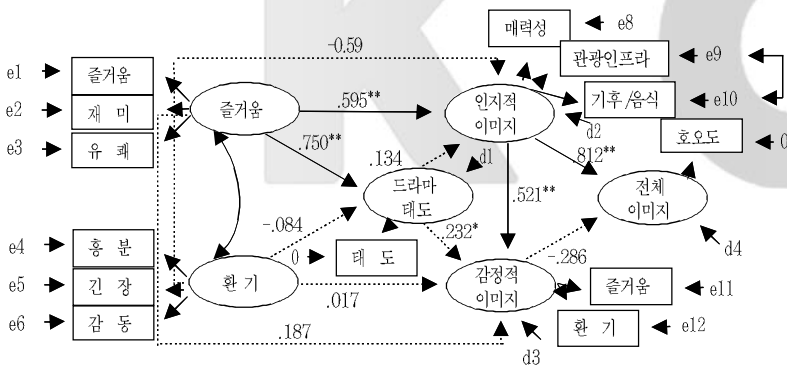 매력성
e8
관광인프라
e9
-0.59
e1
즐거움
e2
재 미
e3
유 쾌
즐거움
.595**
인지적
이미지
기후/음식
e10
d2
호오도
0
.750**
.134
d1
.812**
드라마
태도
.521**
전체
이미지
-.084
.232*
d4
e4
흥 분
e5
긴 장
e6
감 동
환기
0
태 도
.017
감정적
이미지
-.286
즐거움
e11
환 기
e12
.187
d3